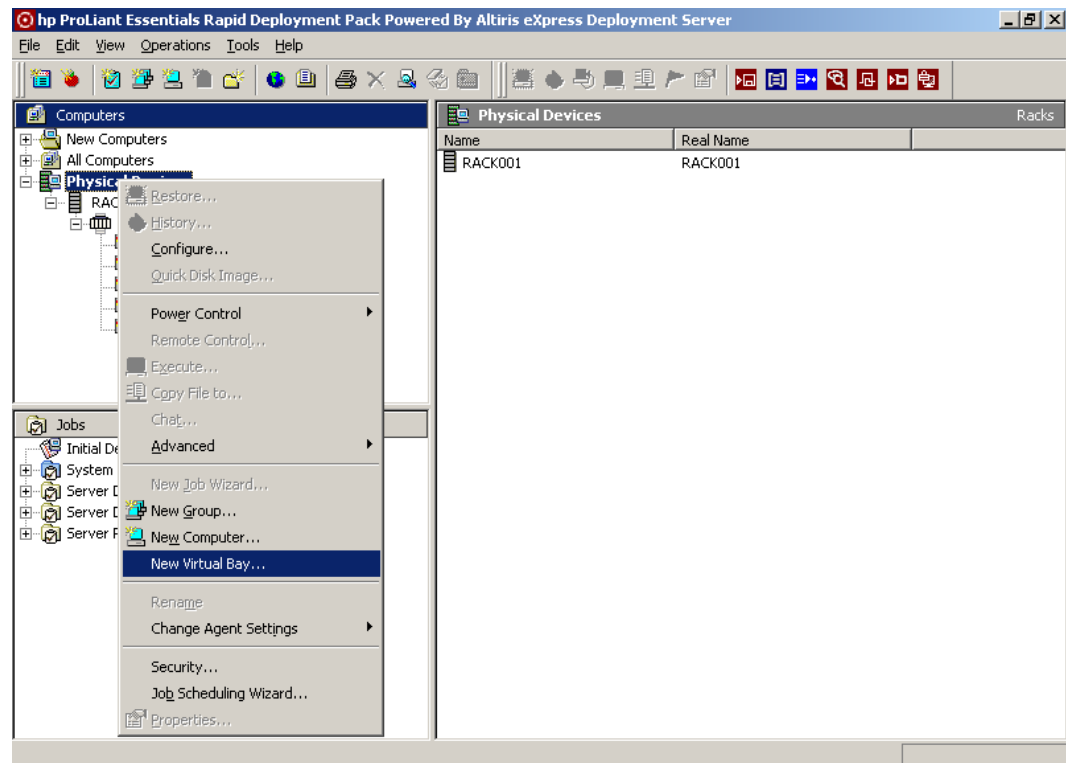 hp ProLiant Essentials Rapid Deployment Pack Powered By Altiris eXpress Deployment Server
File Edit View Operations Tools Help
Computers
New Computers
All Computers
Physical Devices
RAC
Restore...
History...
Configure...
Quick Disk Image...
Power Control
Remote Control...
Execute...
Copy File to...
Chat...
Advanced
New Job Wizard...
New Group...
New Computer...
New Virtual Bay...
Rename
Change Agent Settings
Security...
Job Scheduling Wizard...
Properties...
Jobs
Initial De
System
Server D
Server D
Server P
Physical Devices Racks
Name Real Name
RACK001 RACK001